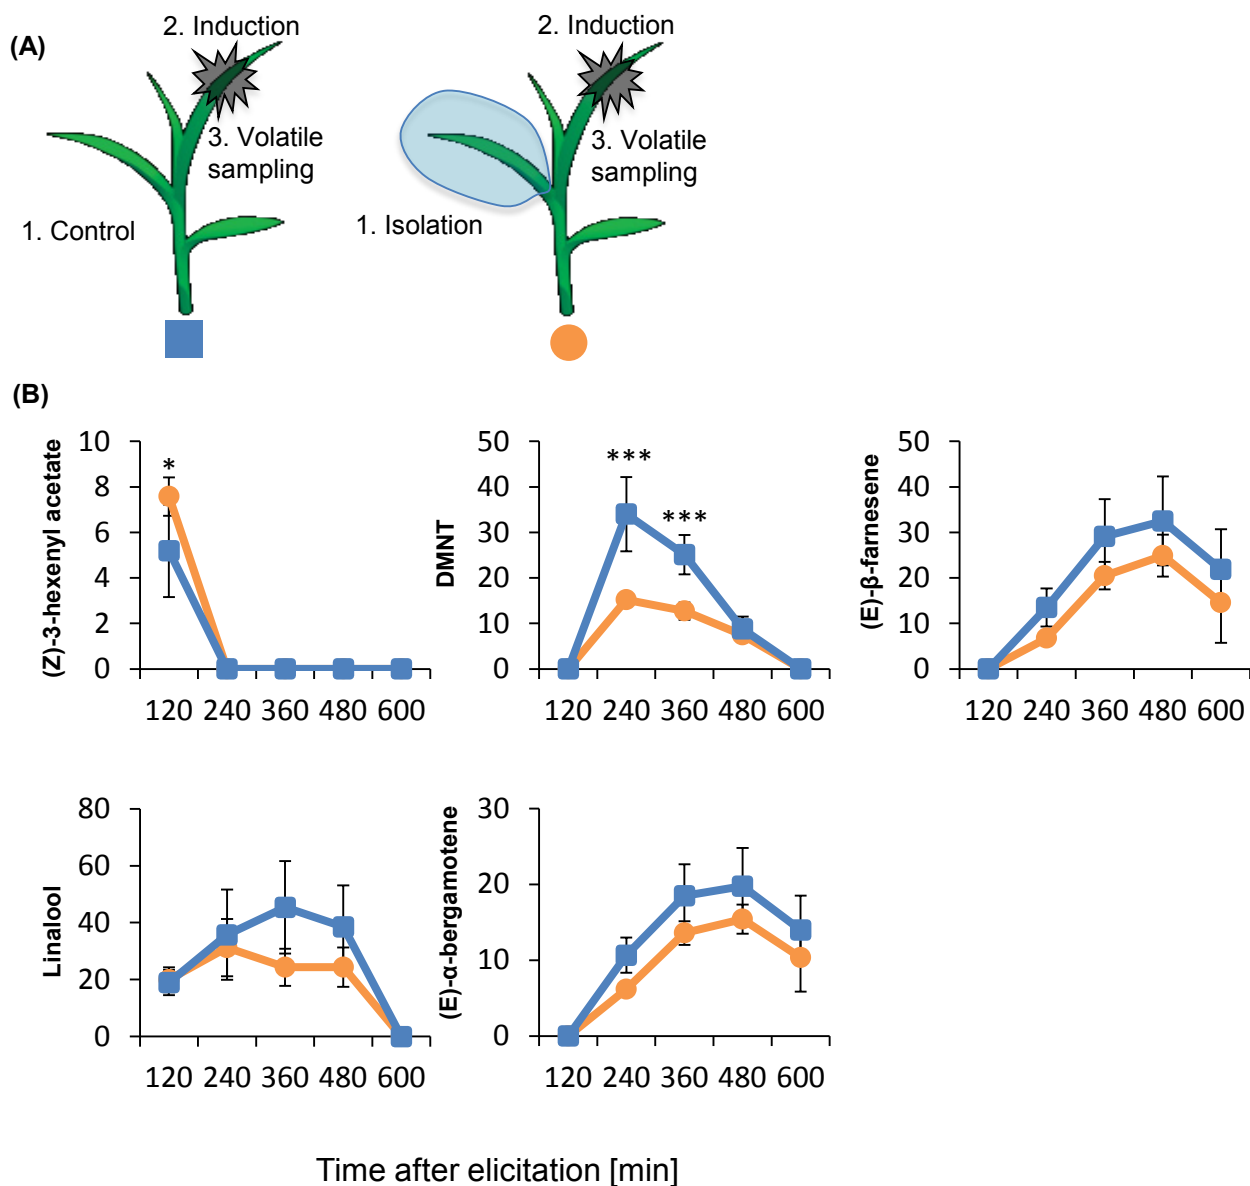 (A)
2. Induction
3. Volatile
sampling
1. Control
2. Induction
3. Volatile
sampling
1. Isolation
(B)
(Z)-3-hexenyl acetate
10
8
6
4
2
0
*
120 240 360 480 600
DMNT
50
40
30
20
10
0
***
***
120 240 360 480 600
(E)-β-farnesene
50
40
30
20
10
0
120 240 360 480 600
Linalool
80
60
40
20
0
120 240 360 480 600
(E)-α-bergamotene
30
20
10
0
120 240 360 480 600
Time after elicitation [min]